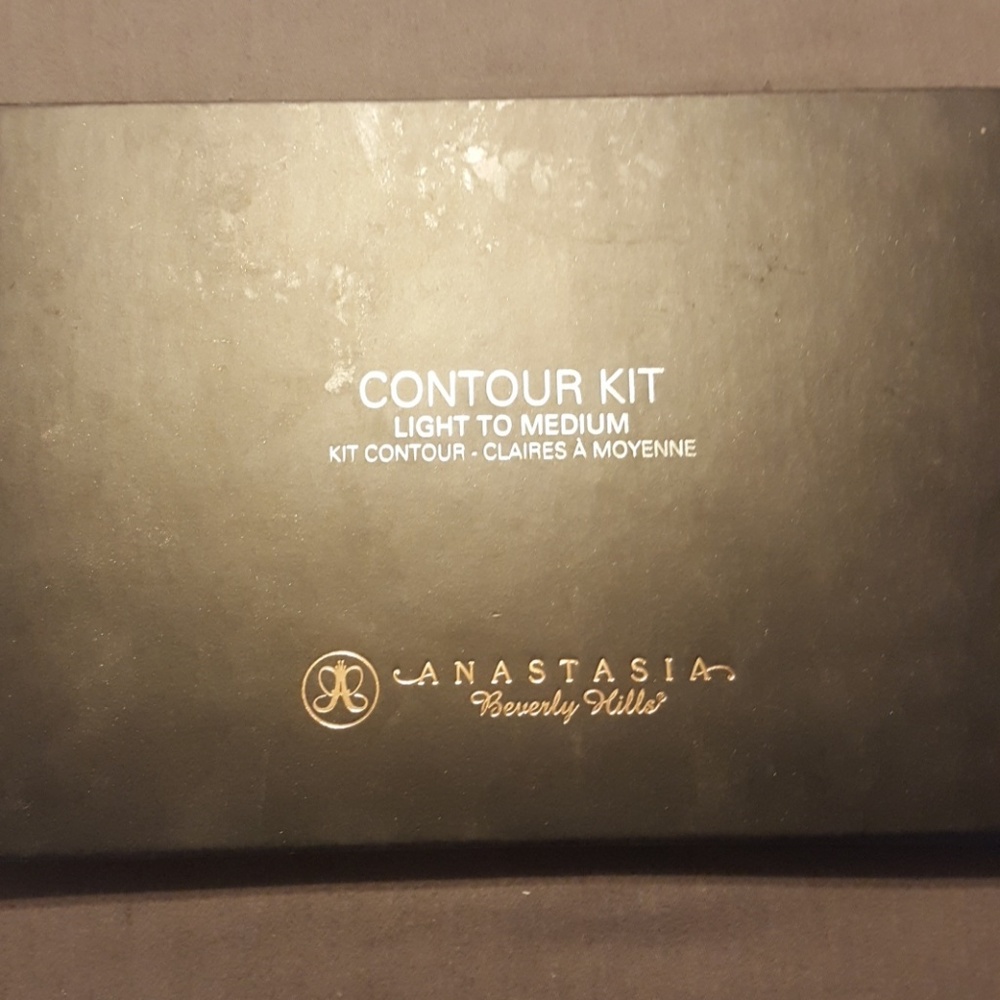 CONTOUR KIT
LIGHT TO MEDIUM
KIT CONTOUR - CLAIRES À MOYENNE
ANASTASIA
Beverly Hills®